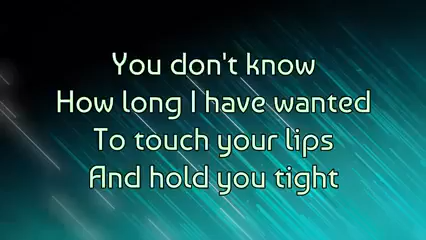 You don't know
How long I have wanted
To touch your lips
And hold you tight